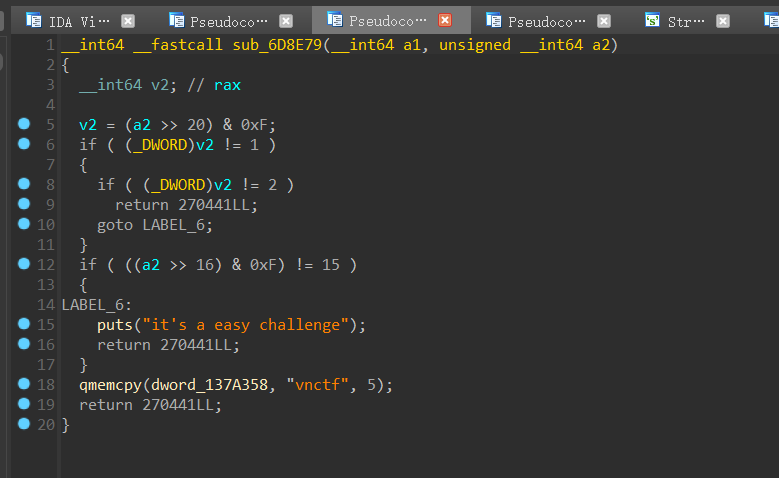 IDA Vi··· Pseudoco··· Pseudoco··· Pseudoco··· Str···
1 __int64 __fastcall sub_6D8E79(__int64 a1, unsigned __int64 a2)
2 {
3 __int64 v2; // rax
4
5 v2 = (a2 >> 20) & 0xF;
6 if ( (_DWORD)v2 != 1 )
7 {
8 if ( (_DWORD)v2 != 2 )
9 return 270441LL;
10 goto LABEL_6;
11 }
12 if ( ((a2 >> 16) & 0xF) != 15 )
13 {
14 LABEL_6:
15 puts("it's a easy challenge");
16 return 270441LL;
17 }
18 qmemcpy(dword_137A358, "vnctf", 5);
19 return 270441LL;
20 }